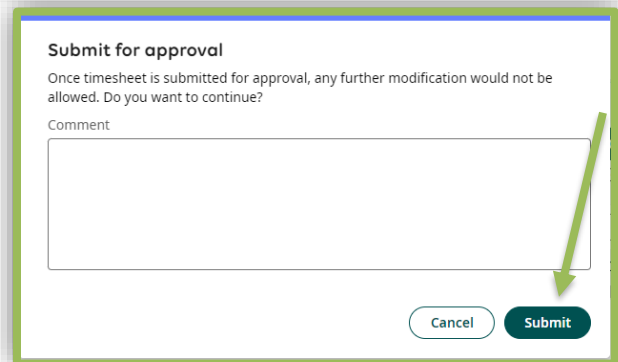 Submit for approval
Once timesheet is submitted for approval, any further modification would not be
allowed. Do you want to continue?
Comment
Cancel
Submit